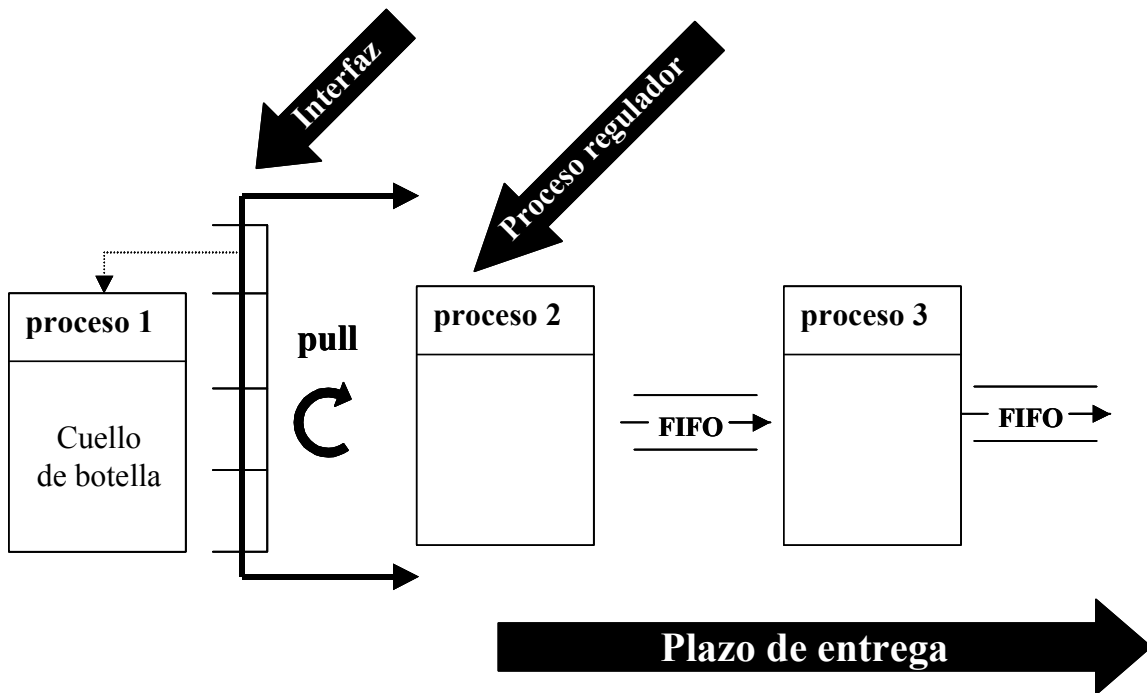 Interfaz
Proceso regulador
proceso 1
Cuello
de botella
pull
proceso 2
FIFO
proceso 3
FIFO
Plazo de entrega